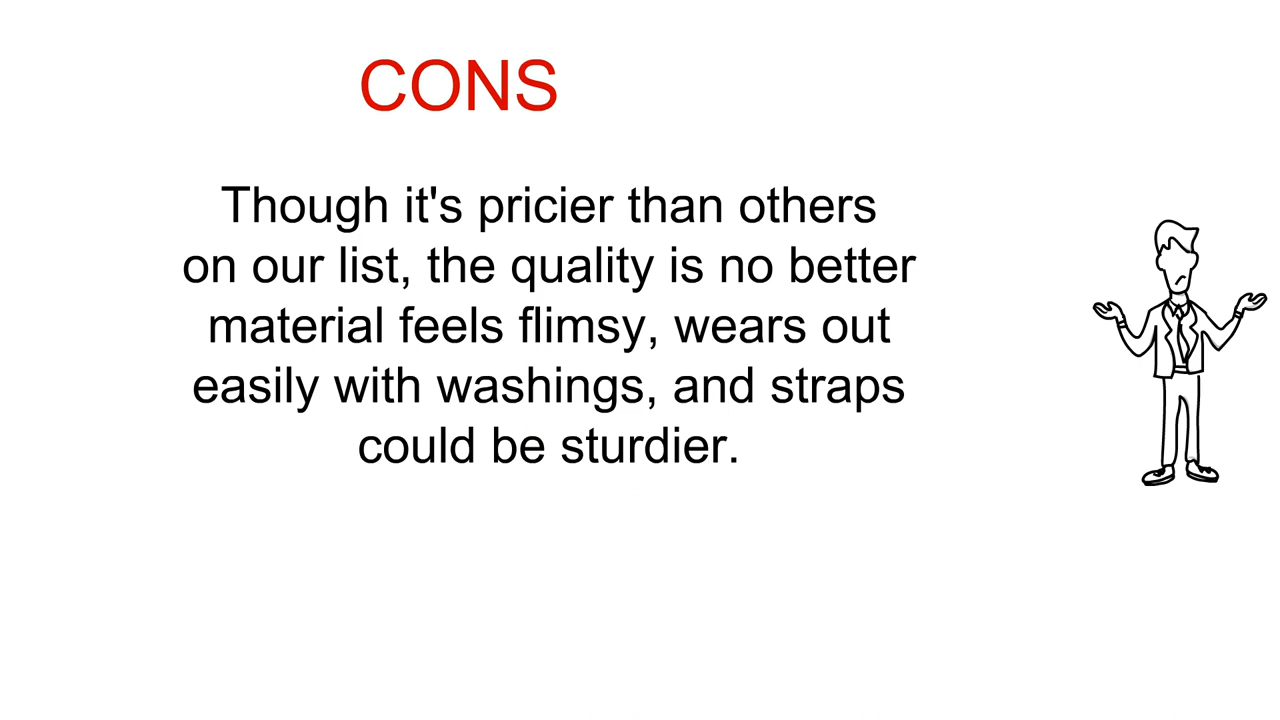 CONS
Though it's pricier than others
on our list, the quality is no better
material feels flimsy, wears out
easily with washings, and straps
could be sturdier.